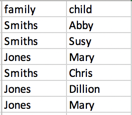 family child
Smiths Abby
Smiths Susy
Jones Mary
Smiths Chris
Jones Dillion
Jones Mary